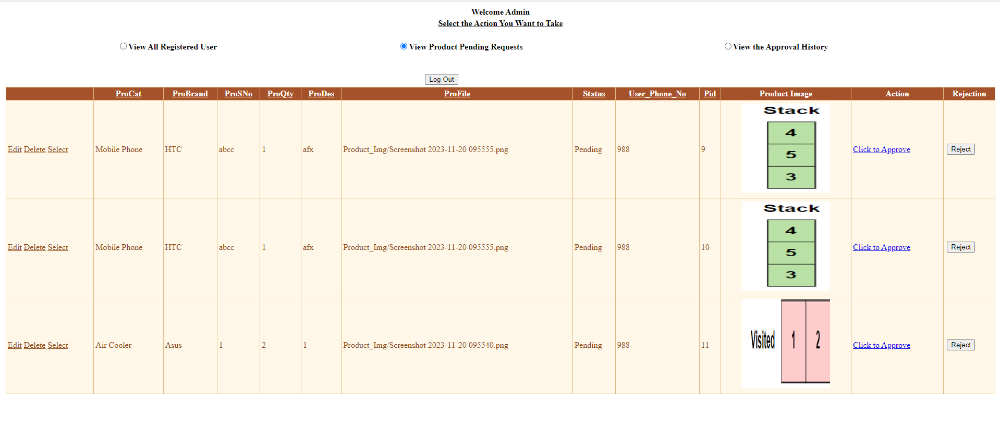 Welcome Admin
Select the Action You Want to Take
View All Registered User View Product Pending Requests View the Approval History
Log Out
ProCat ProBrand ProSNo ProQty ProDes ProFile Status User_Phone_No Pid Product Image Action Rejection
Stack
4
Edit Delete Select Mobile Phone HTC abcc 1 afx Product_Img/Screenshot 2023-11-20 095555.png Pending 988 9 5 Click to Approve Reject
3
Stack
4
Edit Delete Select Mobile Phone HTC abcc 1 afx Product_Img/Screenshot 2023-11-20 095555.png Pending 988 10 5 Click to Approve Reject
3
Edit Delete Select Air Cooler Asus 1 2 1 Product_Img/Screenshot 2023-11-20 095540.png Pending 988 11 Visited 1 2 Click to Approve Reject